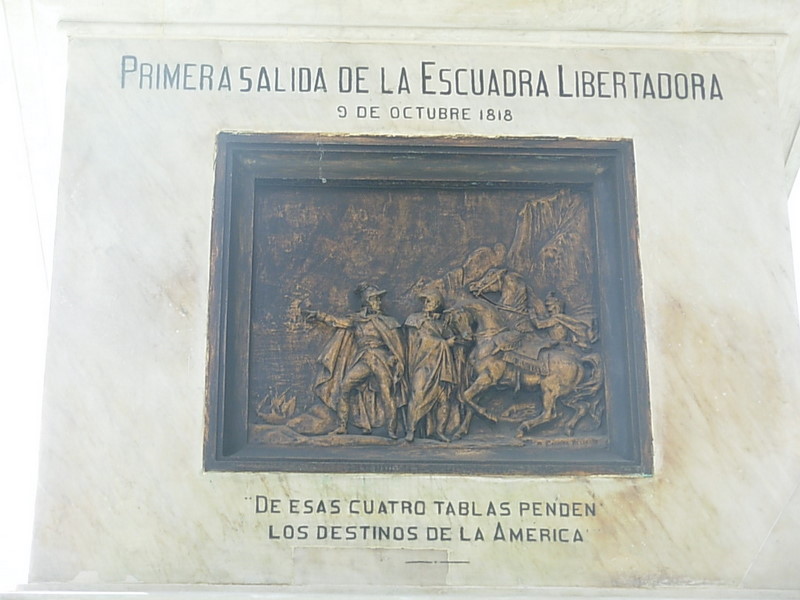 PRIMERA SALIDA DE LA ESCUADRA LIBERTADORA
9 DE OCTUBRE 1818
"DE ESAS CUATRO TABLAS PENDEN
LOS DESTINOS DE LA AMERICA"